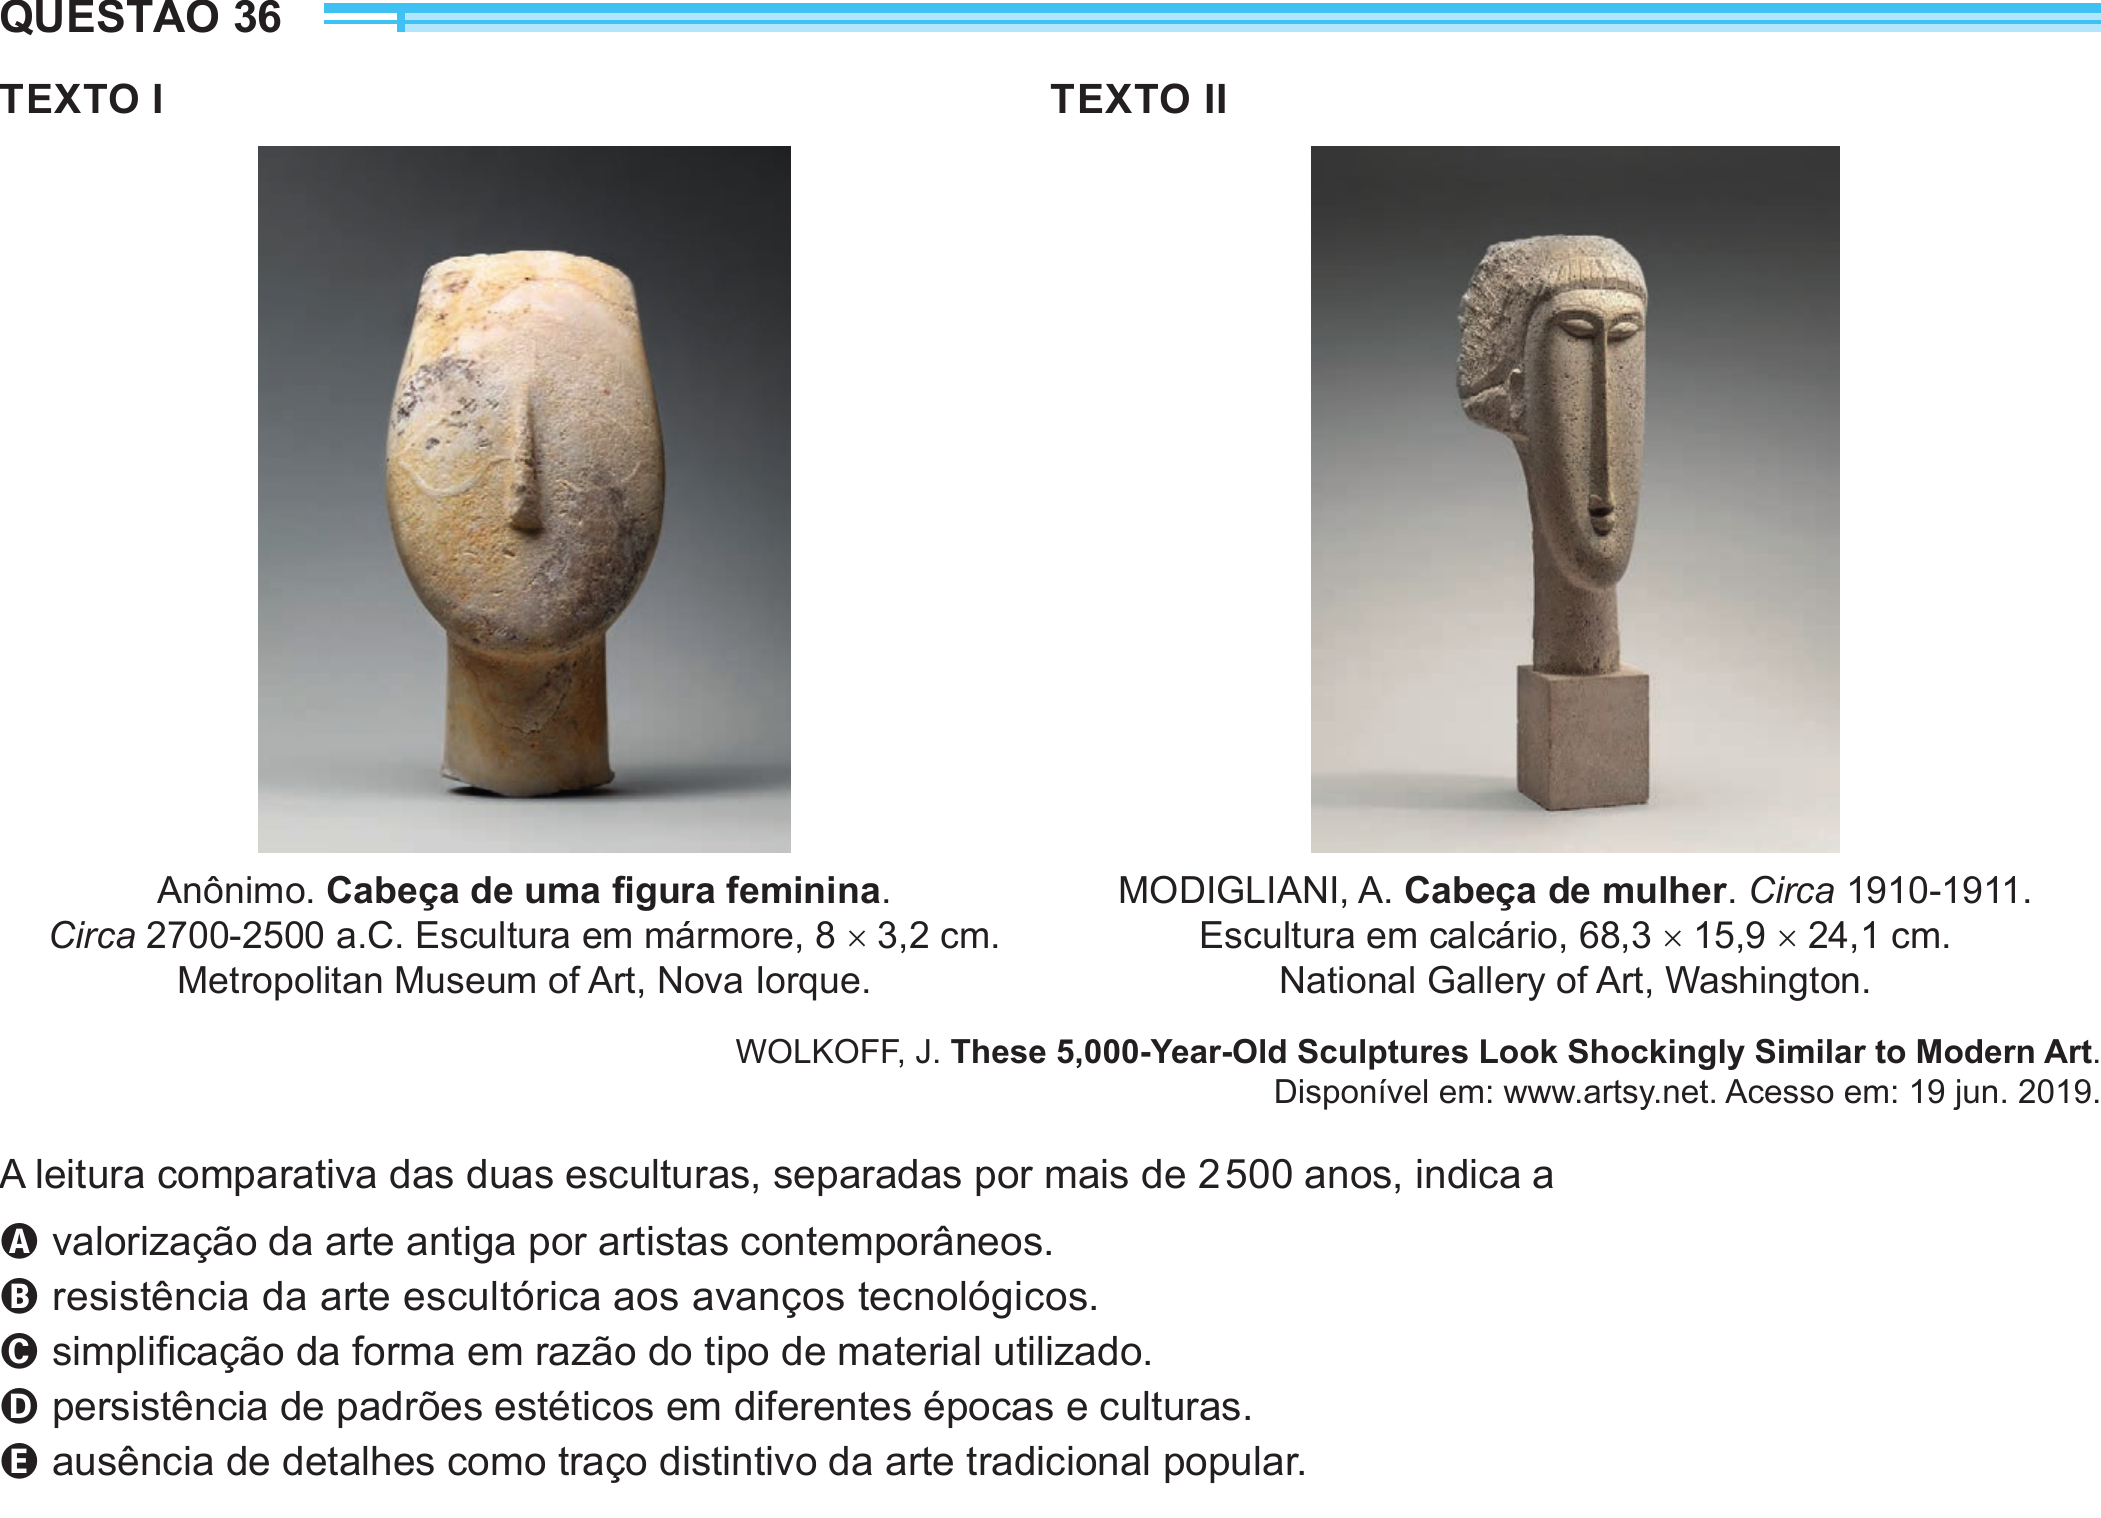 QUESTÃO 36
TEXTO I
TEXTO II
Anônimo. Cabeça de uma figura feminina.
Circa 2700-2500 a.C. Escultura em mármore, 8 × 3,2 cm.
Metropolitan Museum of Art, Nova Iorque.
MODIGLIANI, A. Cabeça de mulher. Circa 1910-1911.
Escultura em calcário, 68,3 × 15,9 × 24,1 cm.
National Gallery of Art, Washington.
WOLKOFF, J. These 5,000-Year-Old Sculptures Look Shockingly Similar to Modern Art.
Disponível em: www.artsy.net. Acesso em: 19 jun. 2019.
A leitura comparativa das duas esculturas, separadas por mais de 2 500 anos, indica a
A valorização da arte antiga por artistas contemporâneos.
B resistência da arte escultórica aos avanços tecnológicos.
C simplificação da forma em razão do tipo de material utilizado.
D persistência de padrões estéticos em diferentes épocas e culturas.
E ausência de detalhes como traço distintivo da arte tradicional popular.